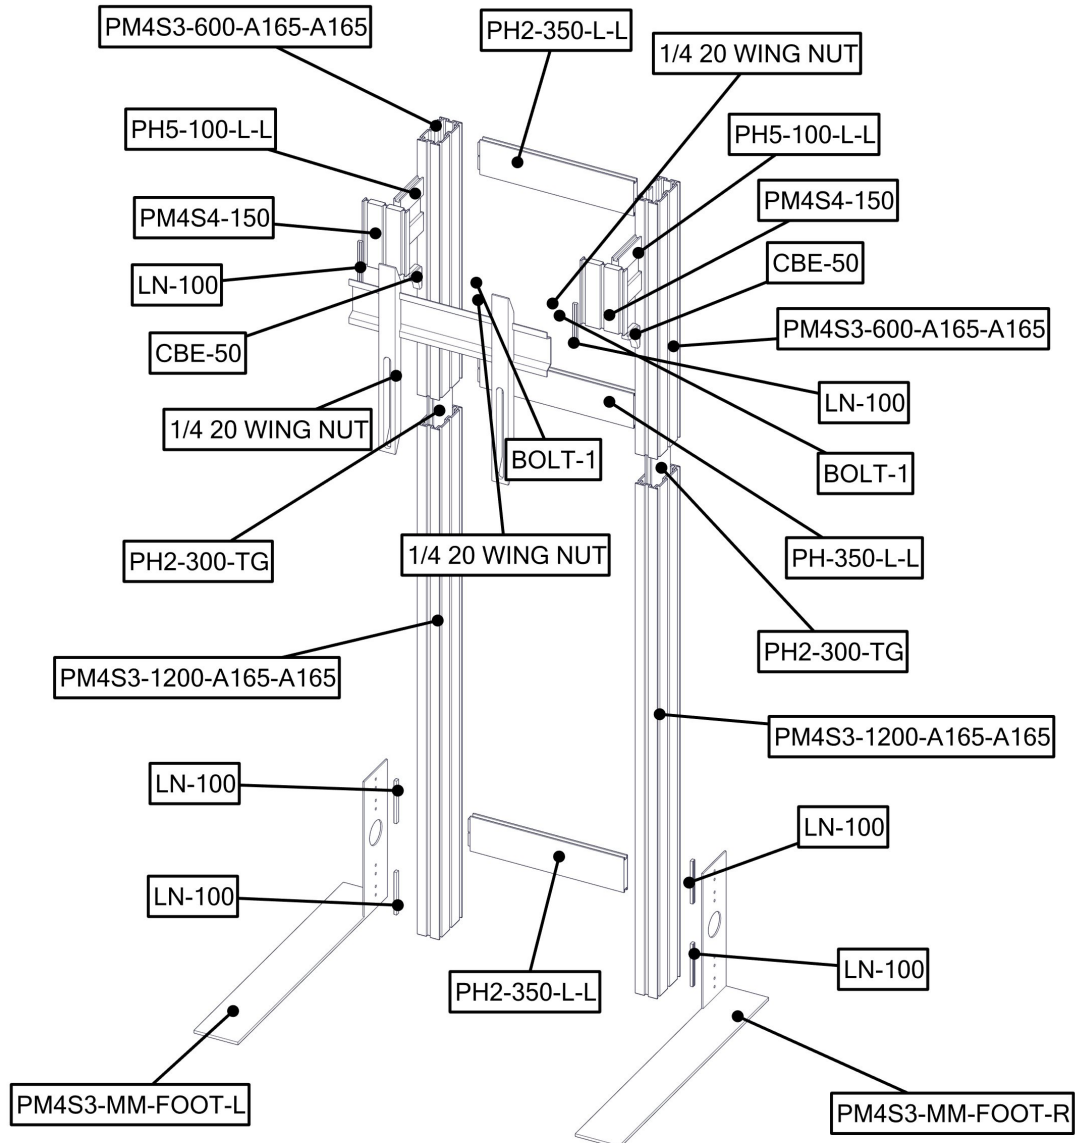 PM4S3-600-A165-A165
PH2-350-L-L
1/4 20 WING NUT
PH5-100-L-L
PH5-100-L-L
PM4S4-150
PM4S4-150
LN-100
CBE-50
CBE-50
PM4S3-600-A165-A165
LN-100
1/4 20 WING NUT
BOLT-1
BOLT-1
PH2-300-TG
1/4 20 WING NUT
PH-350-L-L
PH2-300-TG
PM4S3-1200-A165-A165
PM4S3-1200-A165-A165
LN-100
LN-100
LN-100
LN-100
PH2-350-L-L
PM4S3-MM-FOOT-L
PM4S3-MM-FOOT-R